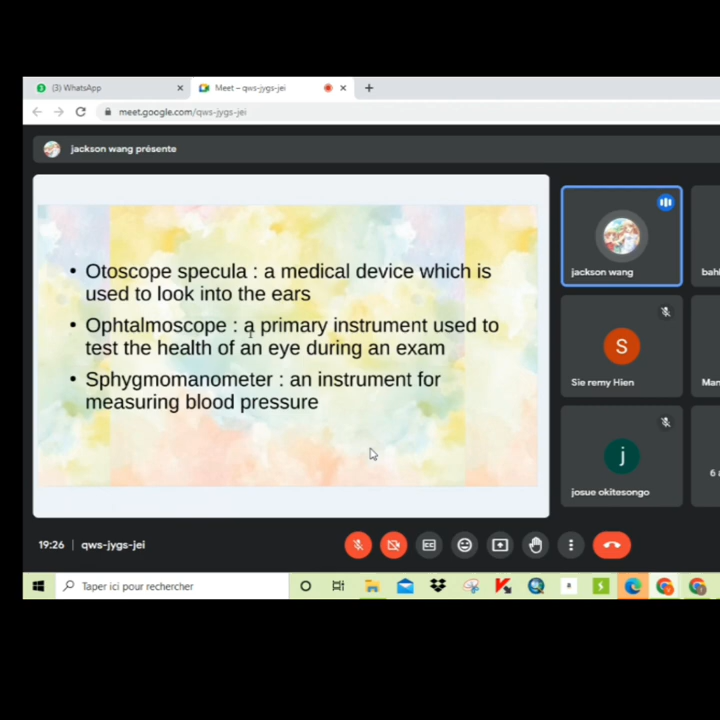 (3) WhatsApp
Meet – qws-jygs-jei
meet.google.com/qws-jygs-jei
jackson wang présente
• Otoscope specula : a medical device which is
used to look into the ears
• Ophtalmoscope : a primary instrument used to
test the health of an eye during an exam
• Sphygmomanometer : an instrument for
measuring blood pressure
jackson wang
bah
S
Sie remy Hien
Man
j
josue okitesongo
6 a
19:26 | qws-jygs-jei
Taper ici pour rechercher